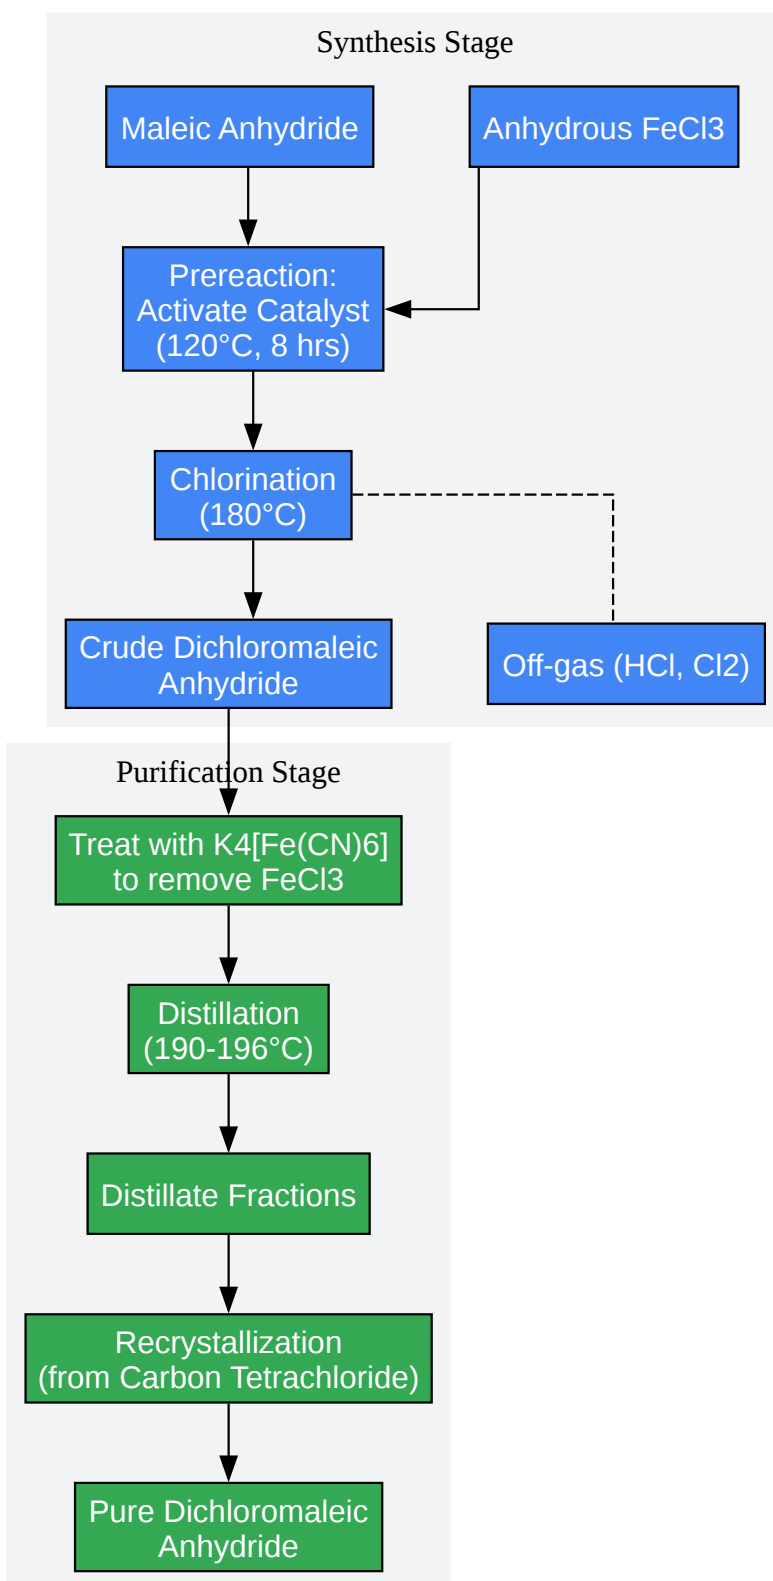 Synthesis Stage
Maleic Anhydride
Anhydrous FeCl3
Prereaction:
Activate Catalyst
(120°C, 8 hrs)
Chlorination
(180°C)
Crude Dichloromaleic
Anhydride
Off-gas (HCl, Cl2)
Purification Stage
Treat with K4[Fe(CN)6]
to remove FeCl3
Distillation
(190-196°C)
Distillate Fractions
Recrystallization
(from Carbon Tetrachloride)
Pure Dichloromaleic
Anhydride